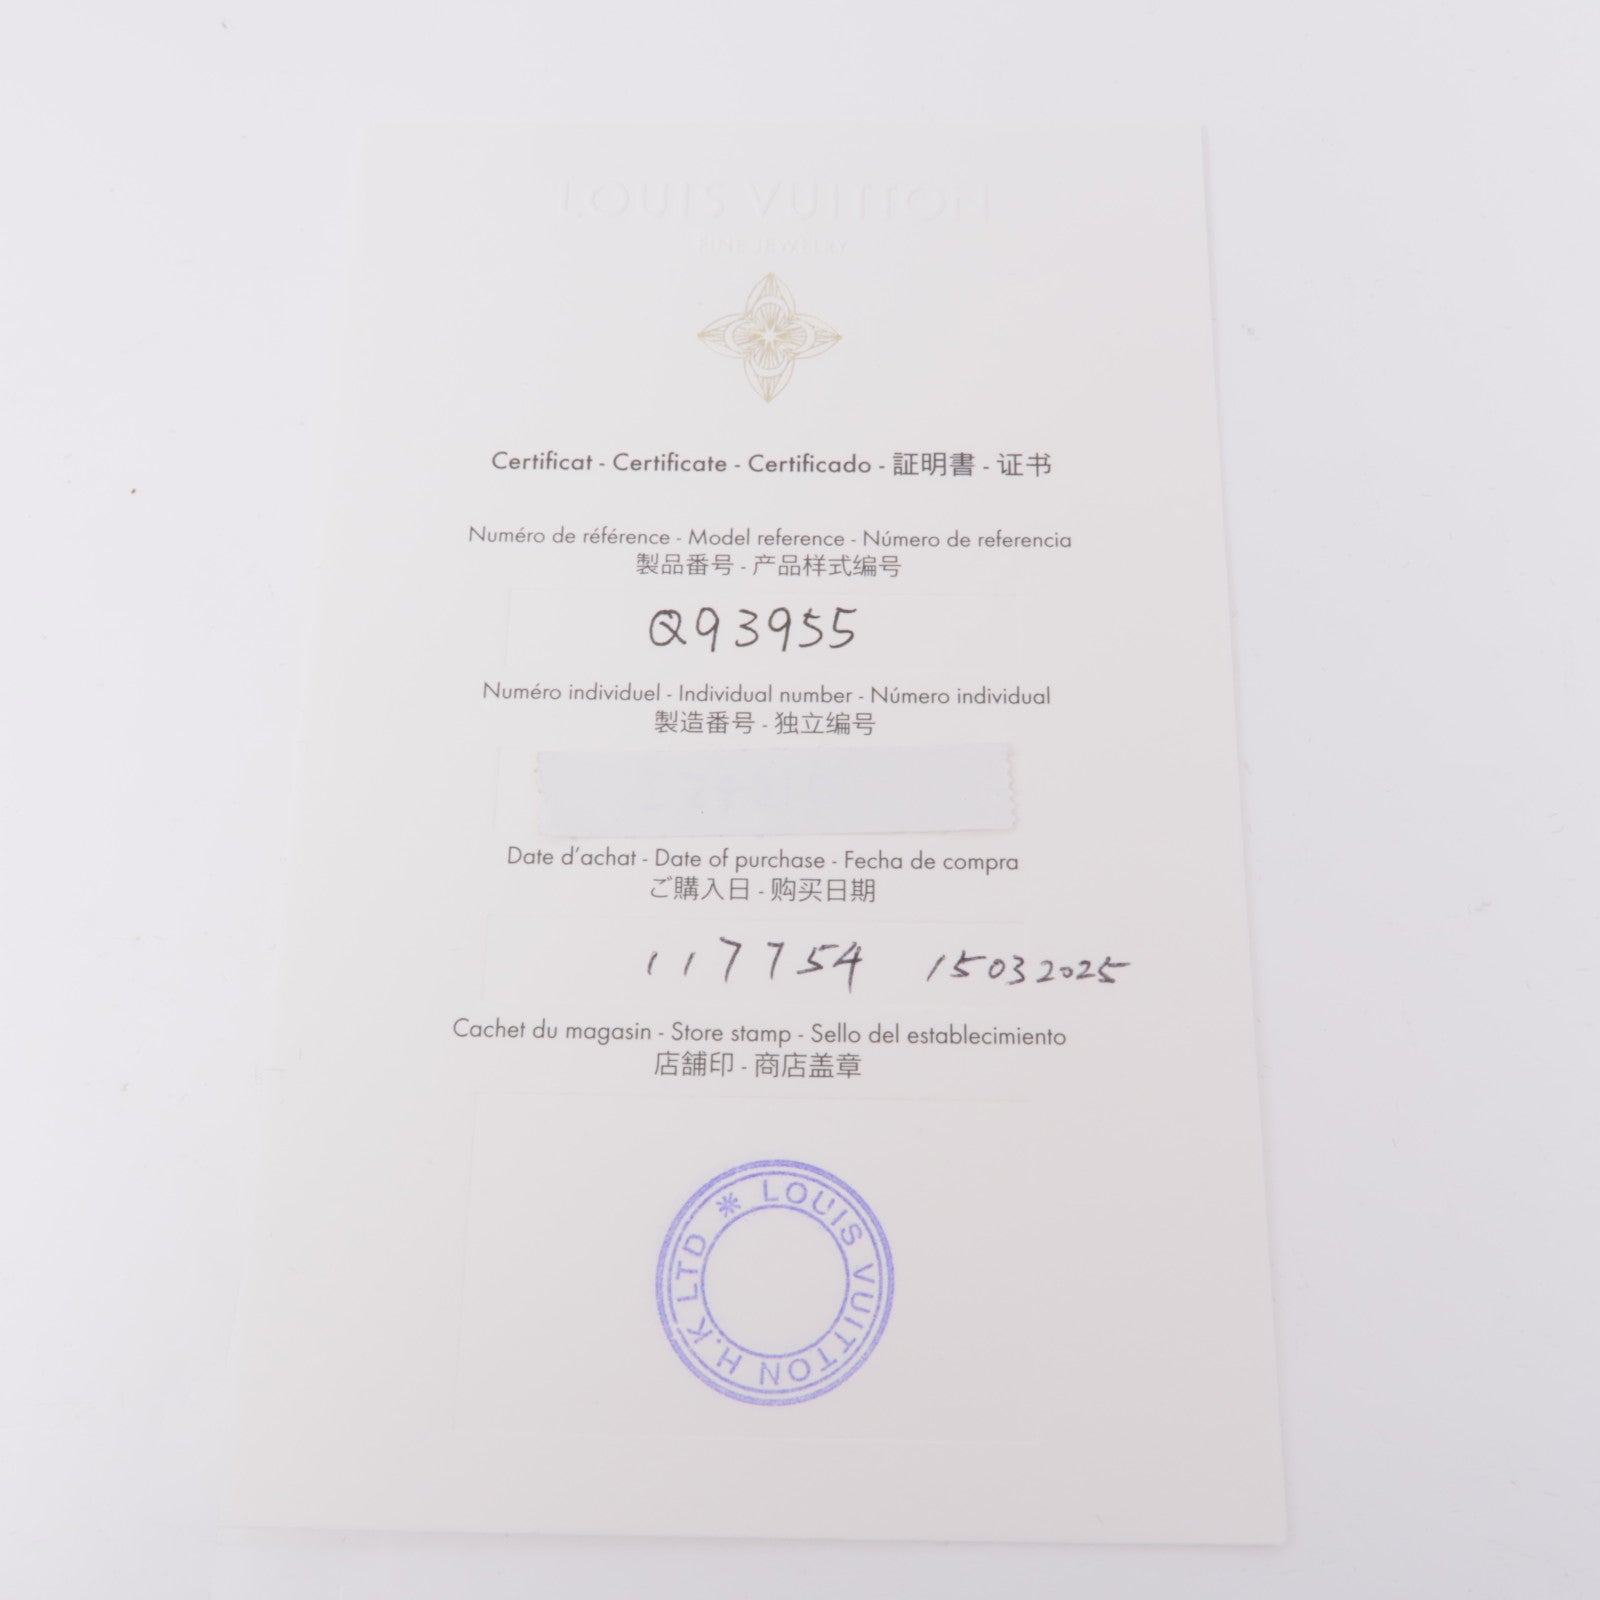 LOUIS VUITTON
FINE JEWELRY
Certificat - Certificate - Certificado - 証明書 - 证书
Numéro de référence - Model reference - Número de referencia
製品番号 - 产品样式编号
Q93955
Numéro individuel - Individual number - Número individual
製造番号 - 独立编号
Date d'achat - Date of purchase - Fecha de compra
ご購入日 - 购买日期
117754 15032025
Cachet du magasin - Store stamp - Sello del establecimiento
店舗印 - 商店盖章
LOUIS VUITTON H.K LTD *